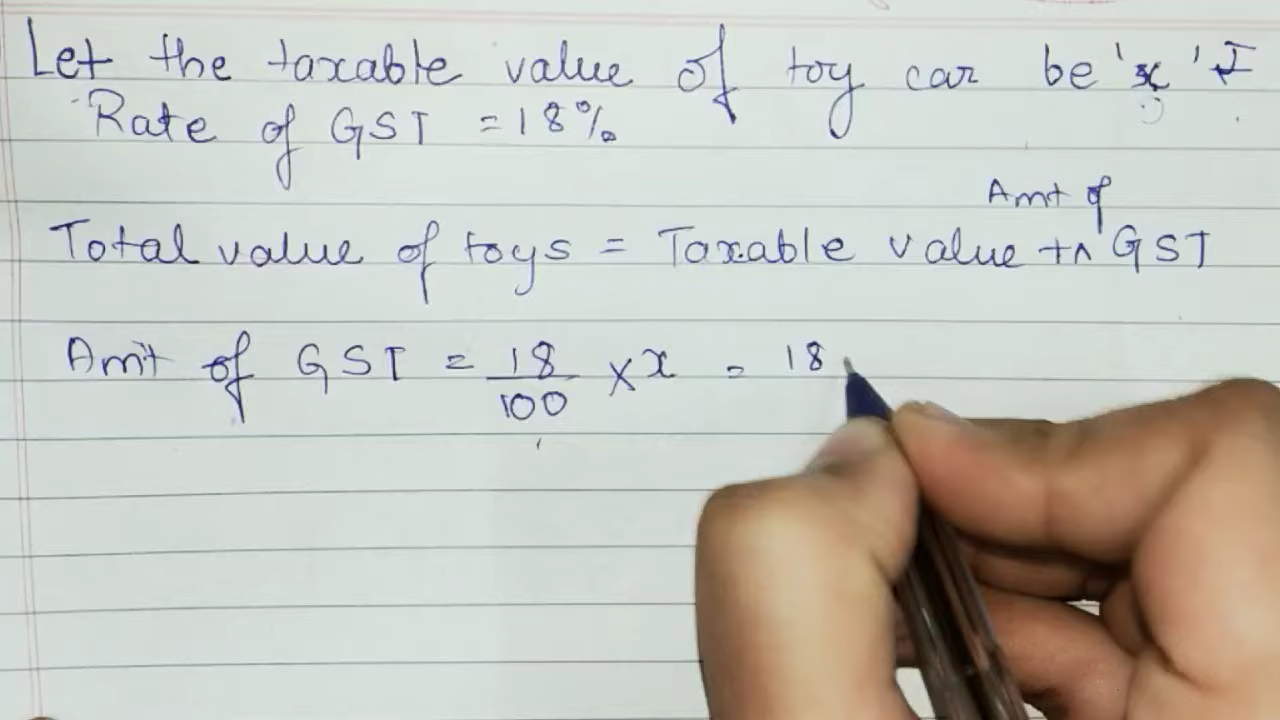 Let the taxable value of toy car be 'x' ₹
Rate of GST = 18%
Amt of
Total value of toys = Taxable value +^ GST
Amt of GST = 18/100 × x = 18